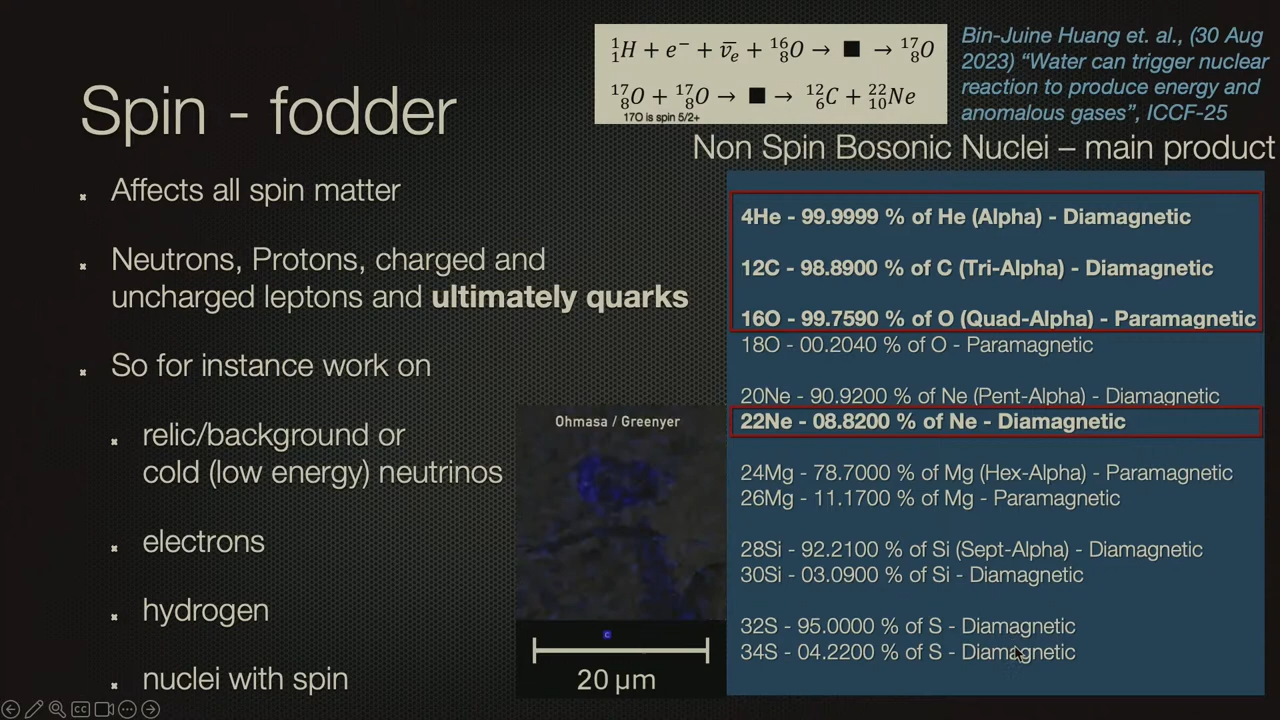 Spin - fodder
Affects all spin matter
Neutrons, Protons, charged and
uncharged leptons and ultimately quarks
So for instance work on
relic/background or
cold (low energy) neutrinos
electrons
hydrogen
nuclei with spin
¹₁H + e⁻ + ν̅ₑ + ¹⁶₈O → ■ → ¹⁷₈O
¹⁷₈O + ¹⁷₈O → ■ → ¹²₆C + ²²₁₀Ne
17O is spin 5/2+
Bin-Juine Huang et. al., (30 Aug
2023) “Water can trigger nuclear
reaction to produce energy and
anomalous gases”, ICCF-25
Non Spin Bosonic Nuclei – main product
4He - 99.9999 % of He (Alpha) - Diamagnetic
12C - 98.8900 % of C (Tri-Alpha) - Diamagnetic
16O - 99.7590 % of O (Quad-Alpha) - Paramagnetic
18O - 00.2040 % of O - Paramagnetic
20Ne - 90.9200 % of Ne (Pent-Alpha) - Diamagnetic
22Ne - 08.8200 % of Ne - Diamagnetic
24Mg - 78.7000 % of Mg (Hex-Alpha) - Paramagnetic
26Mg - 11.1700 % of Mg - Paramagnetic
28Si - 92.2100 % of Si (Sept-Alpha) - Diamagnetic
30Si - 03.0900 % of Si - Diamagnetic
32S - 95.0000 % of S - Diamagnetic
34S - 04.2200 % of S - Diamagnetic
Ohmasa / Greenyer
C
20 µm
CC